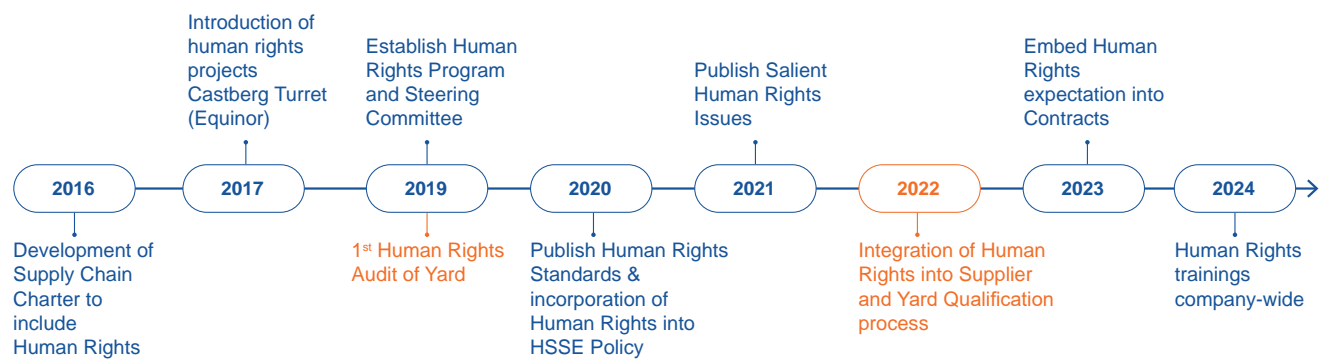 Introduction of
human rights
projects
Castberg Turret
(Equinor)
Establish Human
Rights Program
and Steering
Committee
Publish Salient
Human Rights
Issues
Embed Human
Rights
expectation into
Contracts
2016
2017
2019
2020
2021
2022
2023
2024
Development of
Supply Chain
Charter to
include
Human Rights
1st Human Rights
Audit of Yard
Publish Human Rights
Standards &
incorporation of
Human Rights into
HSSE Policy
Integration of Human
Rights into Supplier
and Yard Qualification
process
Human Rights
trainings
company-wide